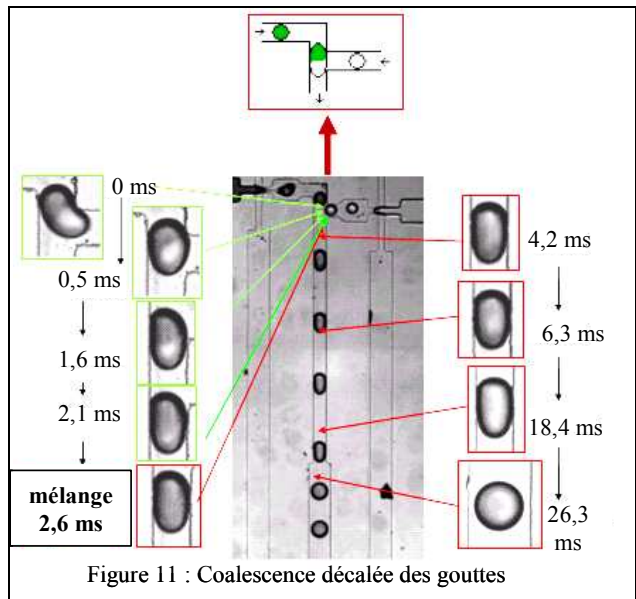 0 ms
0,5 ms
1,6 ms
2,1 ms
mélange
2,6 ms
4,2 ms
6,3 ms
18,4 ms
26,3
ms
Figure 11 : Coalescence décalée des gouttes